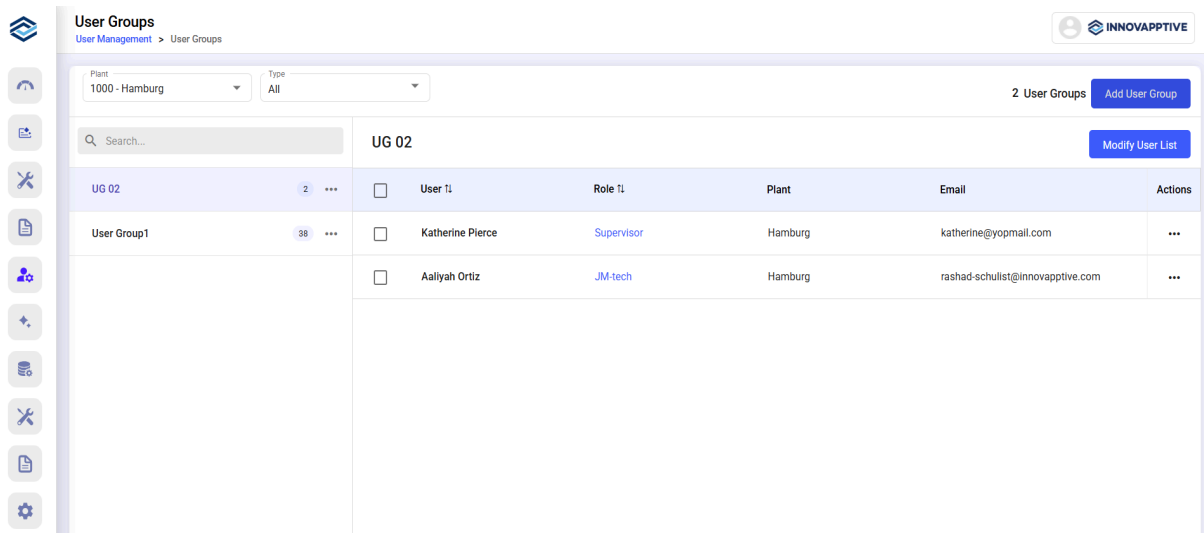 User Groups
User Management > User Groups
INNOVAPPTIVE
Plant
1000 - Hamburg
Type
All
2 User Groups
Add User Group
Search...
UG 02
Modify User List
UG 02 2
User Role Plant Email Actions
User Group1 38
Katherine Pierce Supervisor Hamburg katherine@yopmail.com
Aaliyah Ortiz JM-tech Hamburg rashad-schulist@innovapptive.com